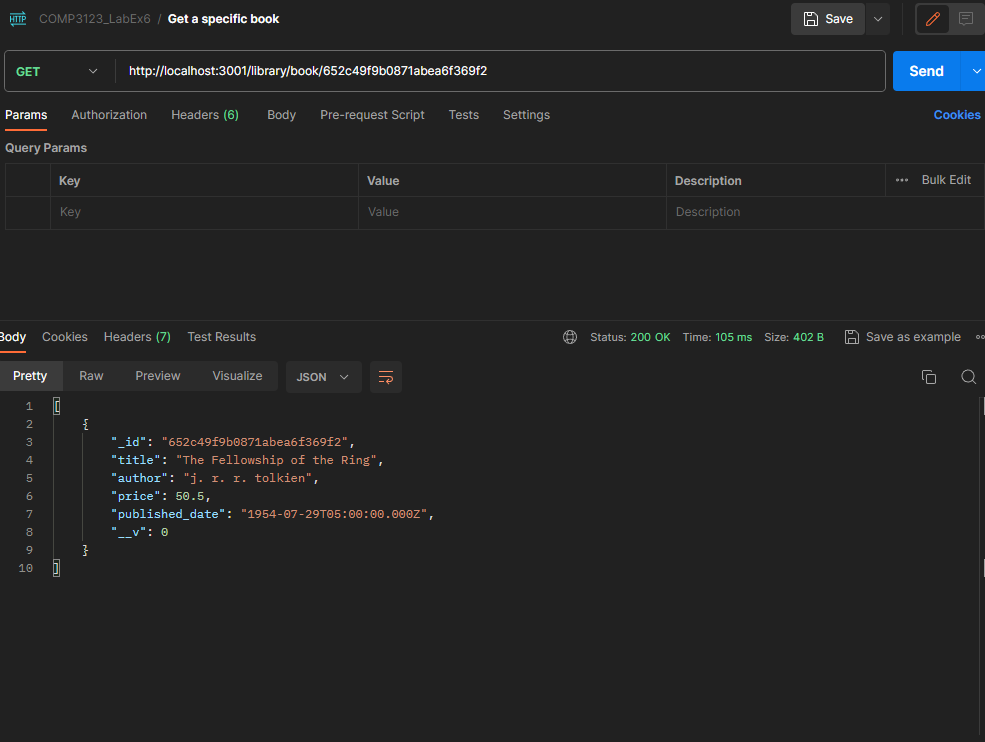 HTTP COMP3123_LabEx6 / Get a specific book Save
GET http://localhost:3001/library/book/652c49f9b0871abea6f369f2 Send
Params Authorization Headers (6) Body Pre-request Script Tests Settings Cookies
Query Params
Key Value Description ••• Bulk Edit
Key Value Description
Body Cookies Headers (7) Test Results Status: 200 OK Time: 105 ms Size: 402 B Save as example
Pretty Raw Preview Visualize JSON
1 [
2 {
3 "_id": "652c49f9b0871abea6f369f2",
4 "title": "The Fellowship of the Ring",
5 "author": "j. r. r. tolkien",
6 "price": 50.5,
7 "published_date": "1954-07-29T05:00:00.000Z",
8 "__v": 0
9 }
10 ]